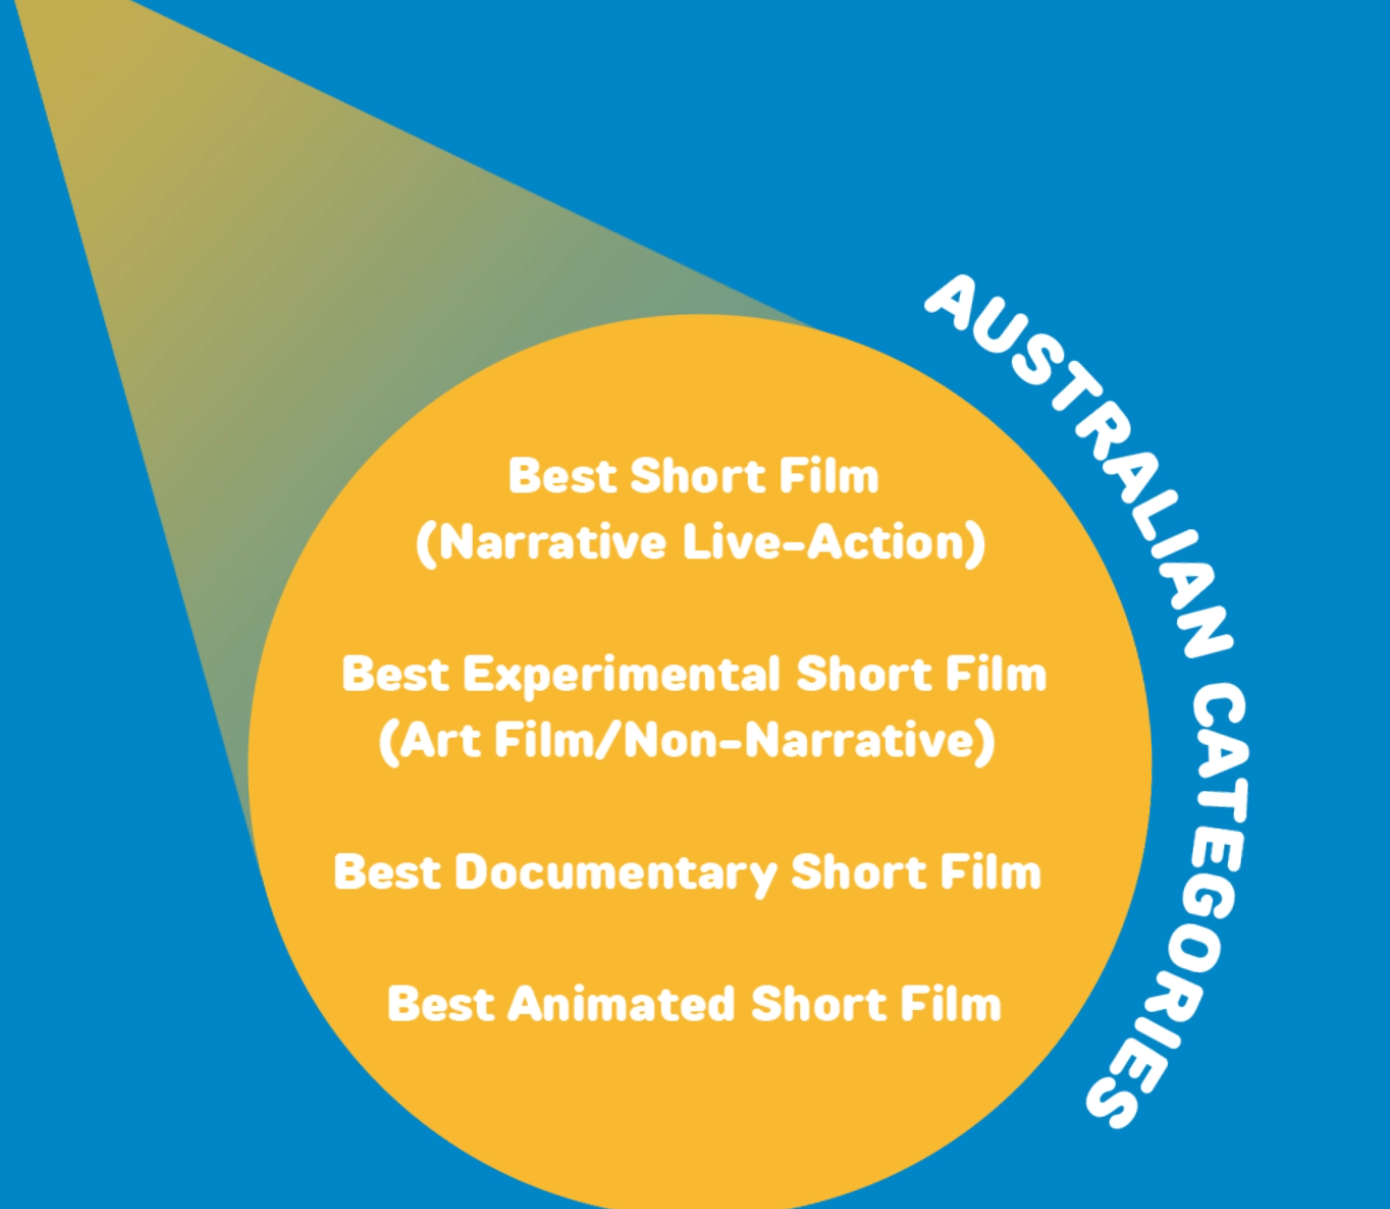 AUSTRALIAN CATEGORIES
Best Short Film
(Narrative Live-Action)
Best Experimental Short Film
(Art Film/Non-Narrative)
Best Documentary Short Film
Best Animated Short Film